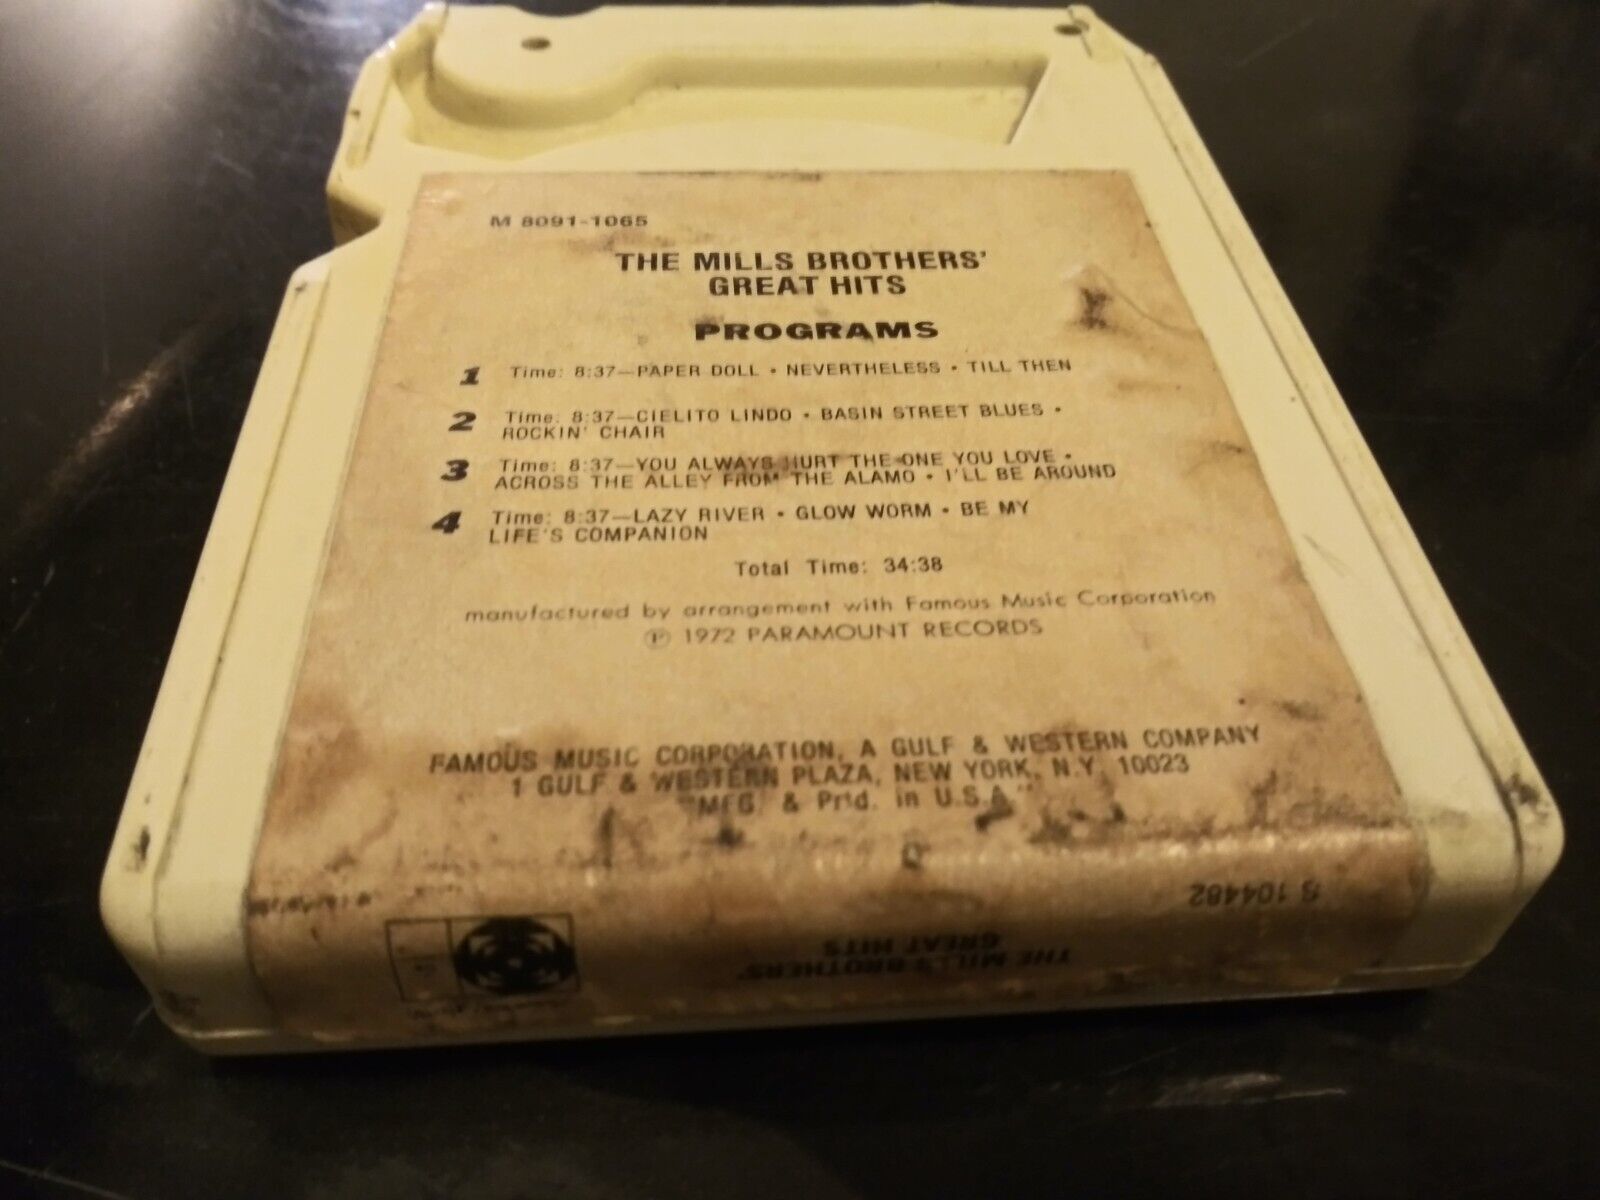 M 8091-1065
THE MILLS BROTHERS'
GREAT HITS
PROGRAMS
1 Time: 8:37—PAPER DOLL • NEVERTHELESS • TILL THEN
2 Time: 8:37—CIELITO LINDO • BASIN STREET BLUES •
ROCKIN' CHAIR
3 Time: 8:37—YOU ALWAYS HURT THE ONE YOU LOVE •
ACROSS THE ALLEY FROM THE ALAMO • I'LL BE AROUND
4 Time: 8:37—LAZY RIVER • GLOW WORM • BE MY
LIFE'S COMPANION
Total Time: 34:38
manufactured by arrangement with Famous Music Corporation
Ⓟ 1972 PARAMOUNT RECORDS
FAMOUS MUSIC CORPORATION, A GULF & WESTERN COMPANY
1 GULF & WESTERN PLAZA, NEW YORK, N.Y. 10023
"MFG. & Pr'td. in U.S.A."
S 104482
THE MILLS BROTHERS'
GREAT HITS